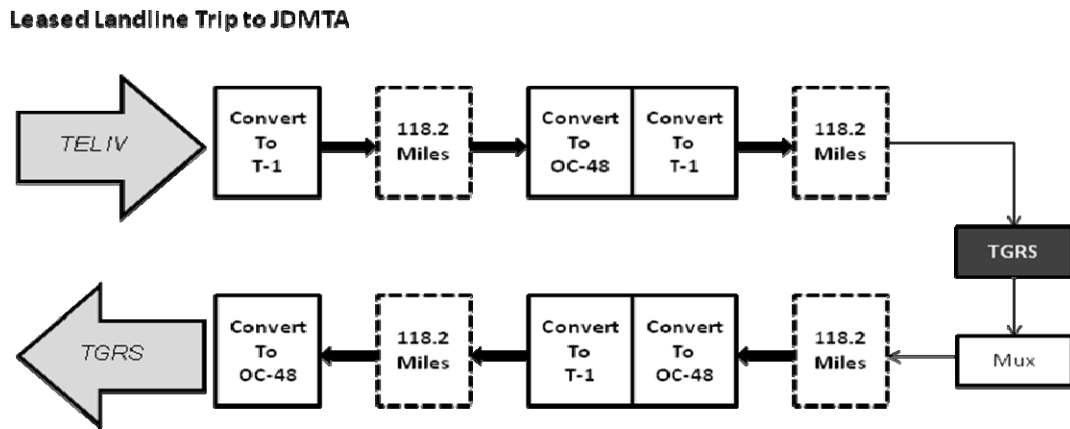 Leased Landline Trip to JDMTA
TELIV
Convert
To
T-1
118.2
Miles
Convert
To
OC-48
Convert
To
T-1
118.2
Miles
TGRS
Mux
118.2
Miles
Convert
To
OC-48
Convert
To
T-1
118.2
Miles
Convert
To
OC-48
TGRS